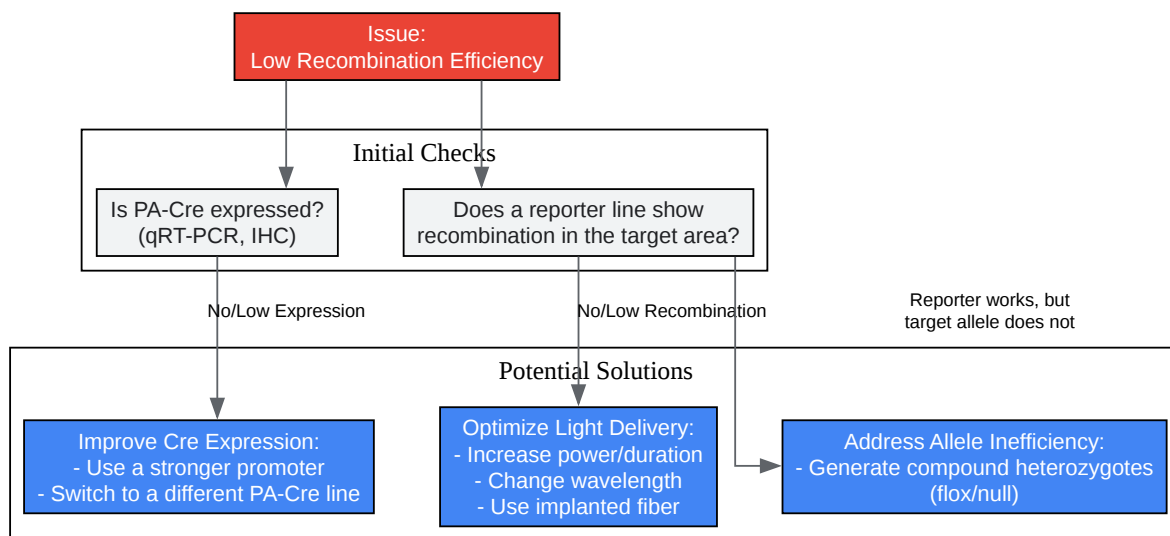 Issue:
Low Recombination Efficiency
Initial Checks
Is PA-Cre expressed?
(qRT-PCR, IHC)
Does a reporter line show
recombination in the target area?
No/Low Expression
No/Low Recombination
Reporter works, but
target allele does not
Potential Solutions
Improve Cre Expression:
- Use a stronger promoter
- Switch to a different PA-Cre line
Optimize Light Delivery:
- Increase power/duration
- Change wavelength
- Use implanted fiber
Address Allele Inefficiency:
- Generate compound heterozygotes
(flox/null)